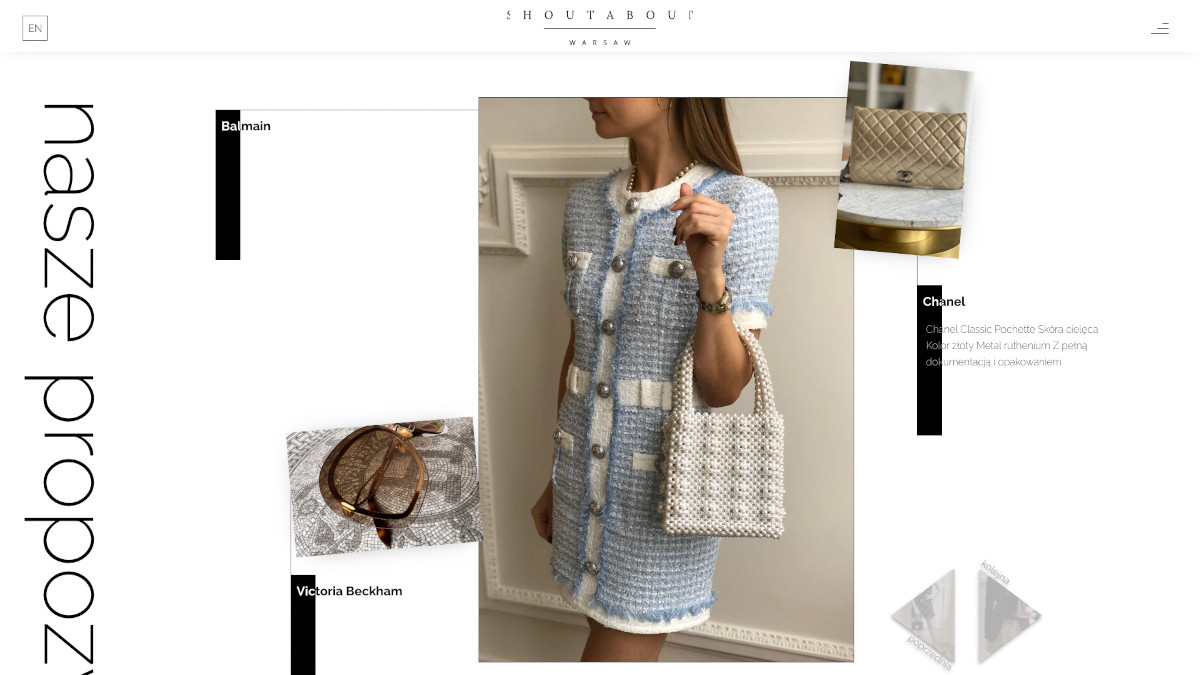 EN
SHOUTABOUT
WARSAW
nasze propozy
Balmain
Chanel
Chanel Classic Pochette Skóra cielęca
Kolor złoty Metal ruthenium Z pełną
dokumentacją i opakowaniem
Victoria Beckham
kolejna
poprzednia